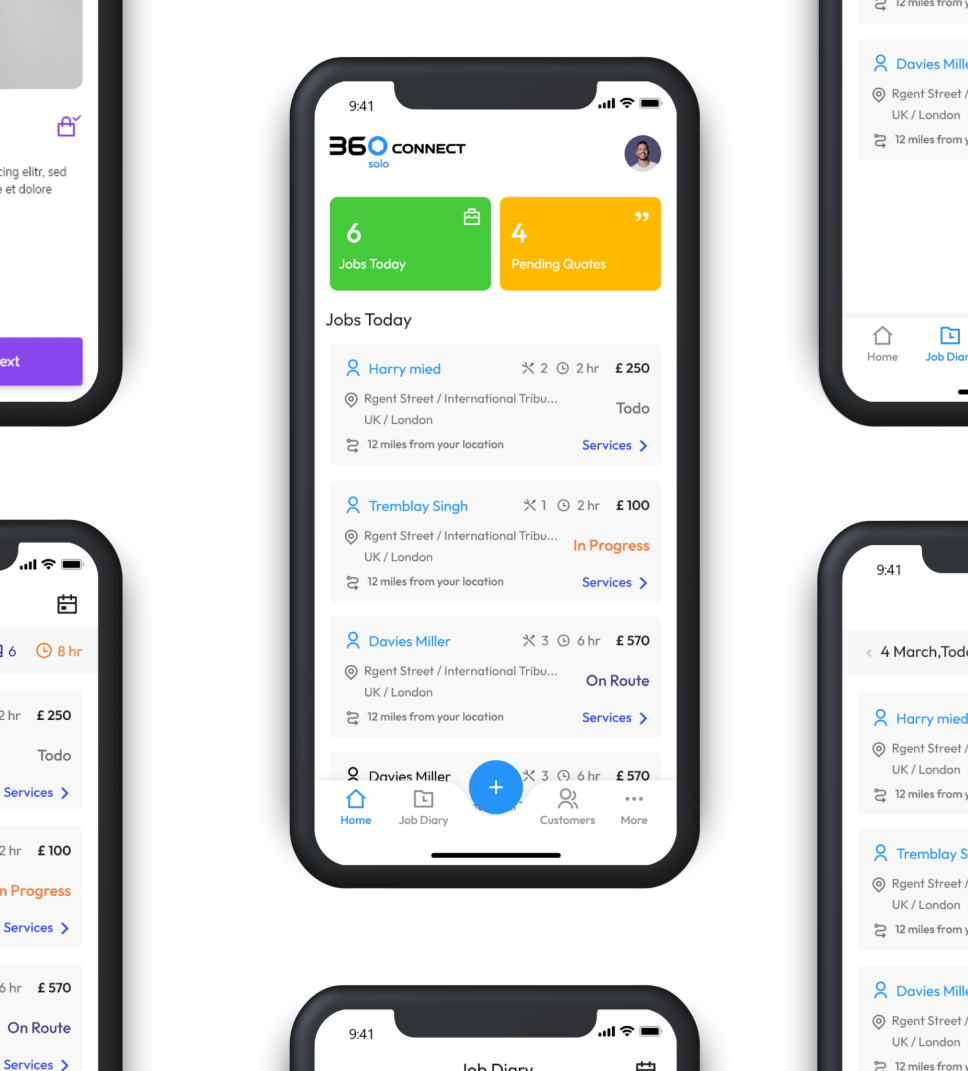 cing elitr, sed
et dolore
ext
6
8 hr
2 hr £ 250
Todo
Services
2 hr £ 100
n Progress
Services
6 hr £ 570
On Route
Services
9:41
360 CONNECT
solo
6
Jobs Today
4
Pending Quotes
Jobs Today
Harry mied 2 2 hr £ 250
Rgent Street / International Tribu...
Todo
UK / London
12 miles from your location Services
Tremblay Singh 1 2 hr £ 100
Rgent Street / International Tribu...
In Progress
UK / London
12 miles from your location Services
Davies Miller 3 6 hr £ 570
Rgent Street / International Tribu...
On Route
UK / London
12 miles from your location Services
Davies Miller 3 6 hr £ 570
+
Home Job Diary Customers More
9:41
Job Diary
12 miles from y
Davies Mille
Rgent Street /
UK / London
12 miles from y
Home Job Diar
9:41
< 4 March,Toda
Harry mied
Rgent Street /
UK / London
12 miles from y
Tremblay S
Rgent Street /
UK / London
12 miles from y
Davies Mille
Rgent Street /
UK / London
12 miles from y